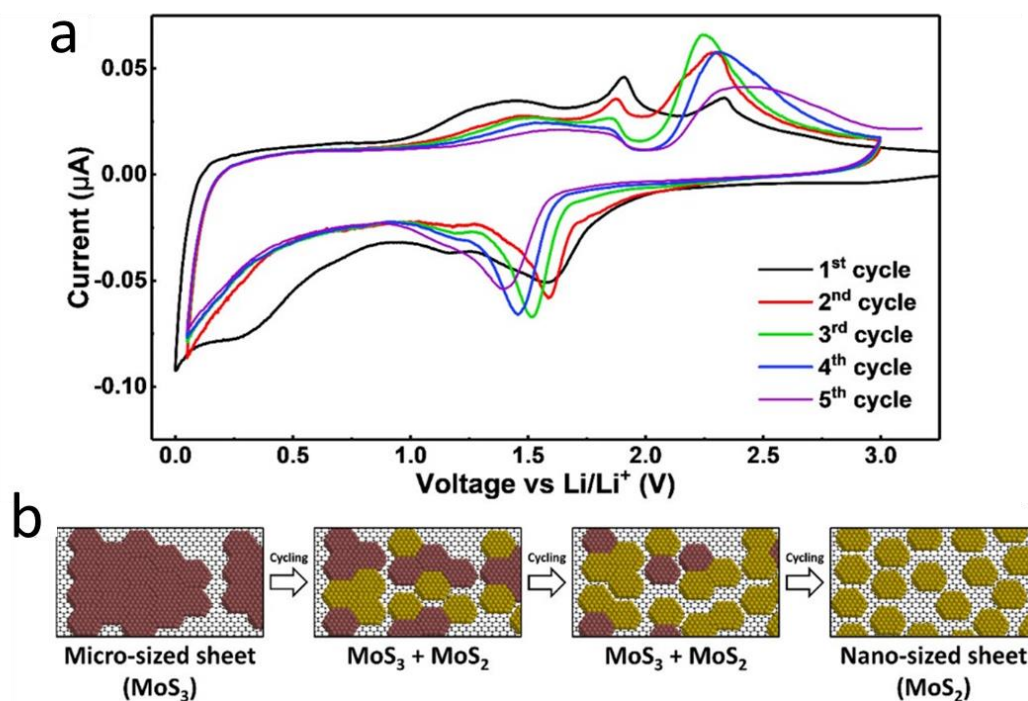 a
0.05
0.00
-0.05
-0.10
Current (µA)
1st cycle
2nd cycle
3rd cycle
4th cycle
5th cycle
0.0 0.5 1.0 1.5 2.0 2.5 3.0
Voltage vs Li/Li+ (V)
b
Cycling Cycling Cycling
Micro-sized sheet
(MoS3)
MoS3 + MoS2
MoS3 + MoS2
Nano-sized sheet
(MoS2)